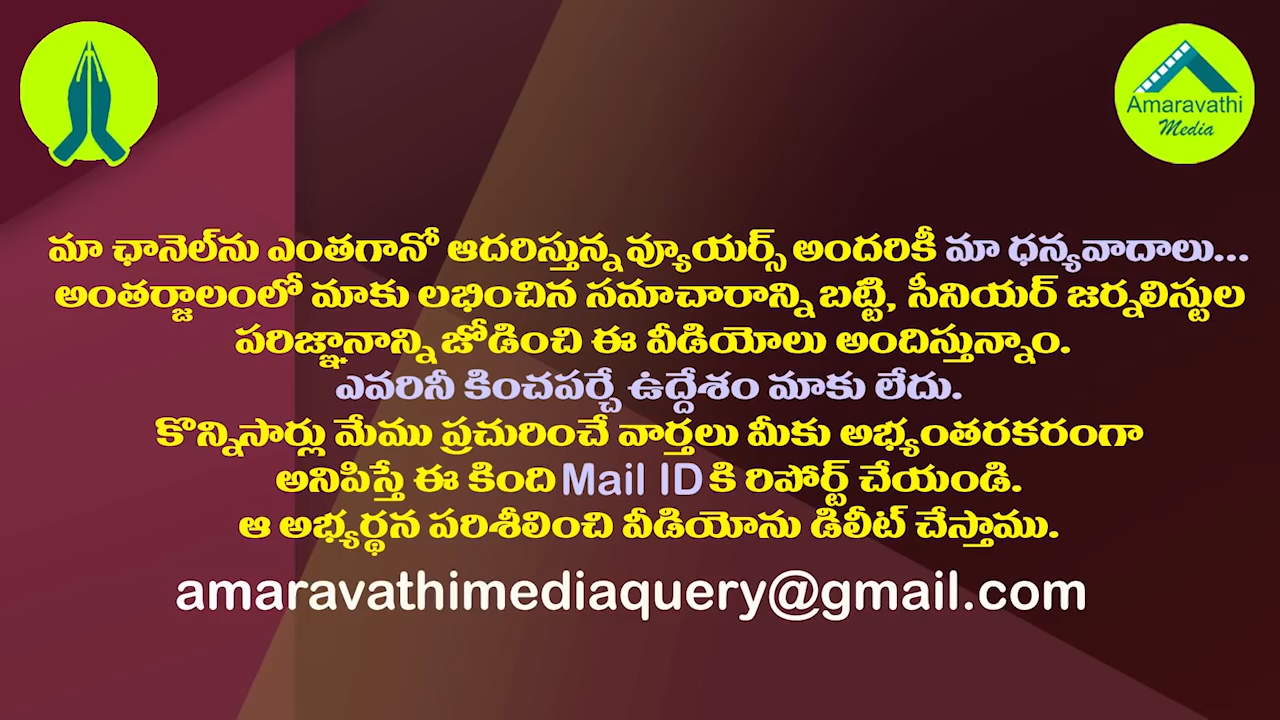 Amaravathi
Media
మా ఛానెల్‌ను ఎంతగానో ఆదరిస్తున్న వ్యూయర్స్ అందరికీ మా ధన్యవాదాలు...
అంతర్జాలంలో మాకు లభించిన సమాచారాన్ని బట్టి, సీనియర్ జర్నలిస్టుల
పరిజ్ఞానాన్ని జోడించి ఈ వీడియోలు అందిస్తున్నాం.
ఎవరినీ కించపర్చే ఉద్దేశం మాకు లేదు.
కొన్నిసార్లు మేము ప్రచురించే వార్తలు మీకు అభ్యంతరకరంగా
అనిపిస్తే ఈ కింది Mail ID కి రిపోర్ట్ చేయండి.
ఆ అభ్యర్థన పరిశీలించి వీడియోను డిలీట్ చేస్తాము.
amaravathimediaquery@gmail.com